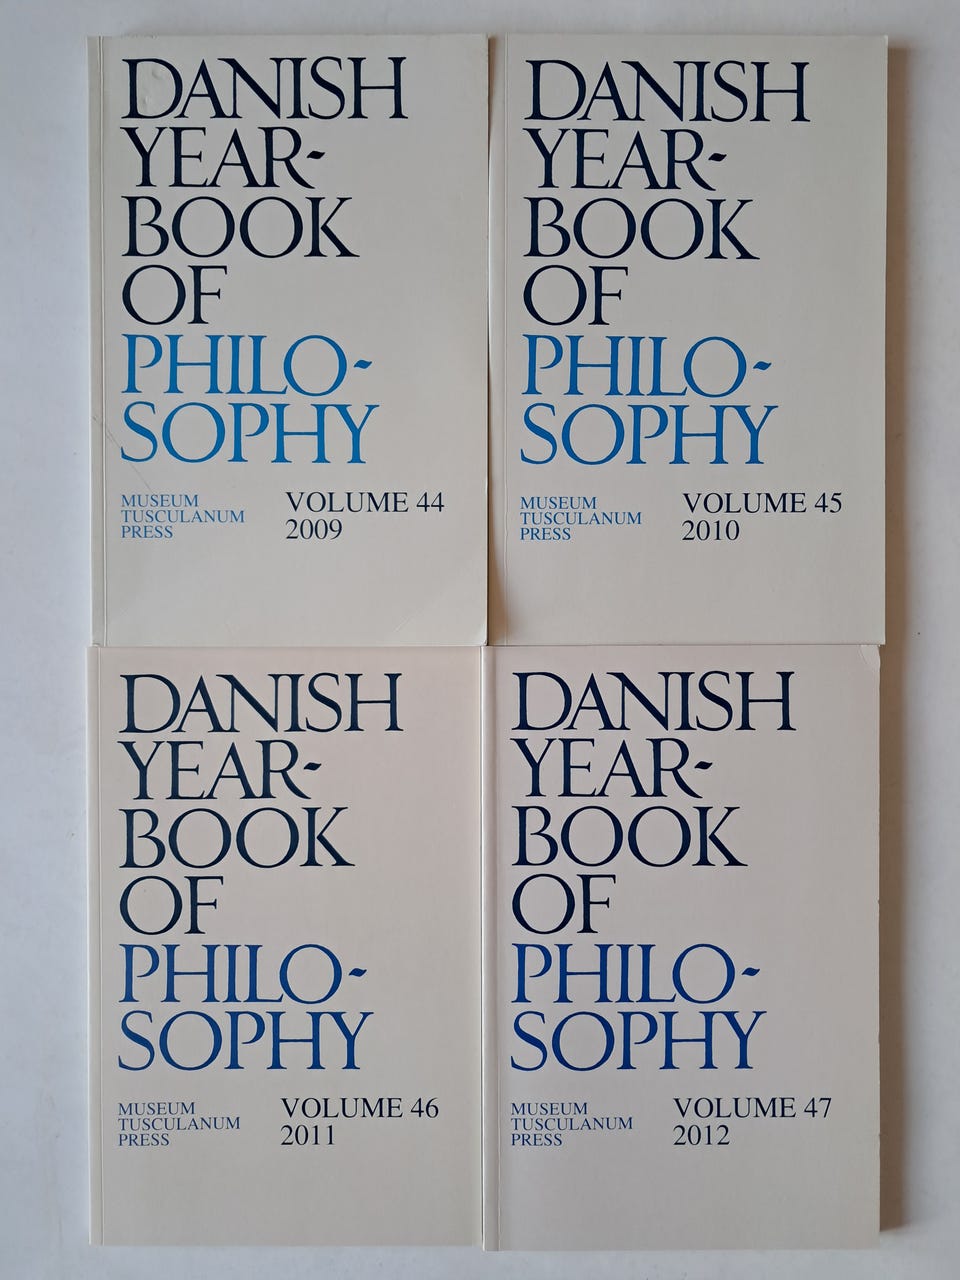 DANISH
YEAR-
BOOK
OF
PHILO-
SOPHY
MUSEUM
TUSCULANUM
PRESS
VOLUME 44
2009
DANISH
YEAR-
BOOK
OF
PHILO-
SOPHY
MUSEUM
TUSCULANUM
PRESS
VOLUME 45
2010
DANISH
YEAR-
BOOK
OF
PHILO-
SOPHY
MUSEUM
TUSCULANUM
PRESS
VOLUME 46
2011
DANISH
YEAR-
BOOK
OF
PHILO-
SOPHY
MUSEUM
TUSCULANUM
PRESS
VOLUME 47
2012